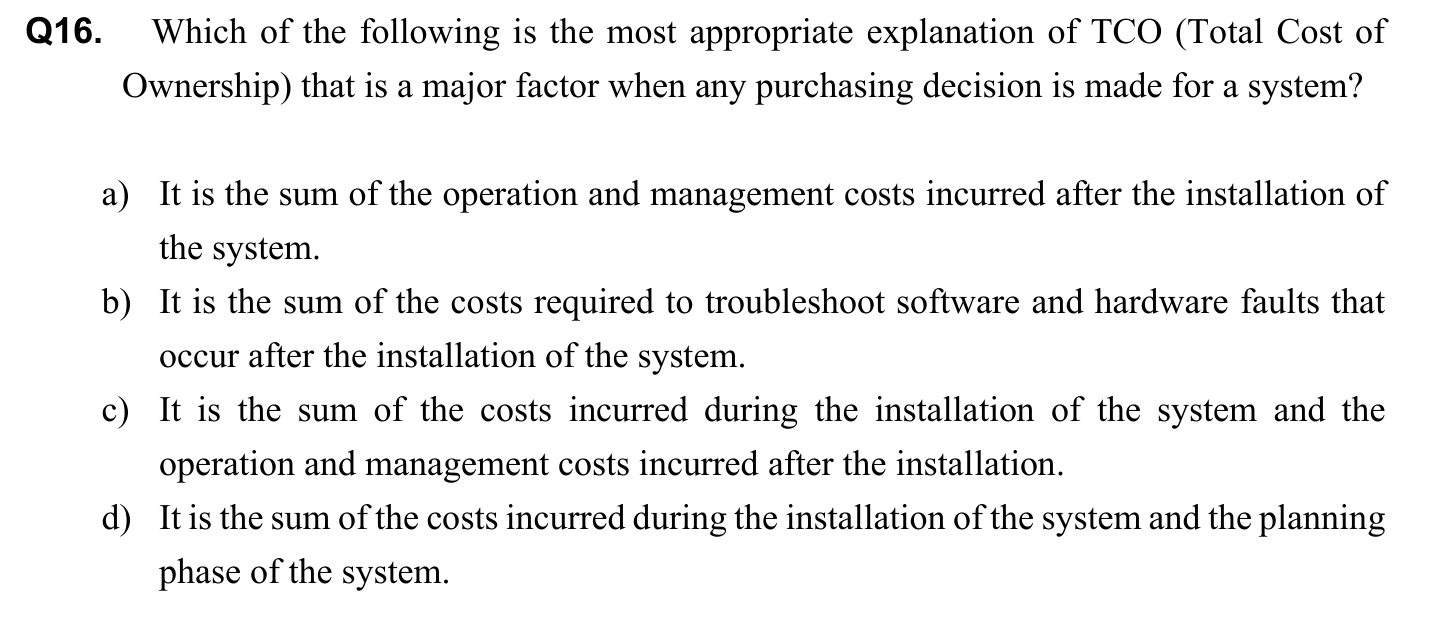 Q16. Which of the following is the most appropriate explanation of TCO (Total Cost of
Ownership) that is a major factor when any purchasing decision is made for a system?
a) It is the sum of the operation and management costs incurred after the installation of
the system.
b) It is the sum of the costs required to troubleshoot software and hardware faults that
occur after the installation of the system.
c) It is the sum of the costs incurred during the installation of the system and the
operation and management costs incurred after the installation.
d) It is the sum of the costs incurred during the installation of the system and the planning
phase of the system.